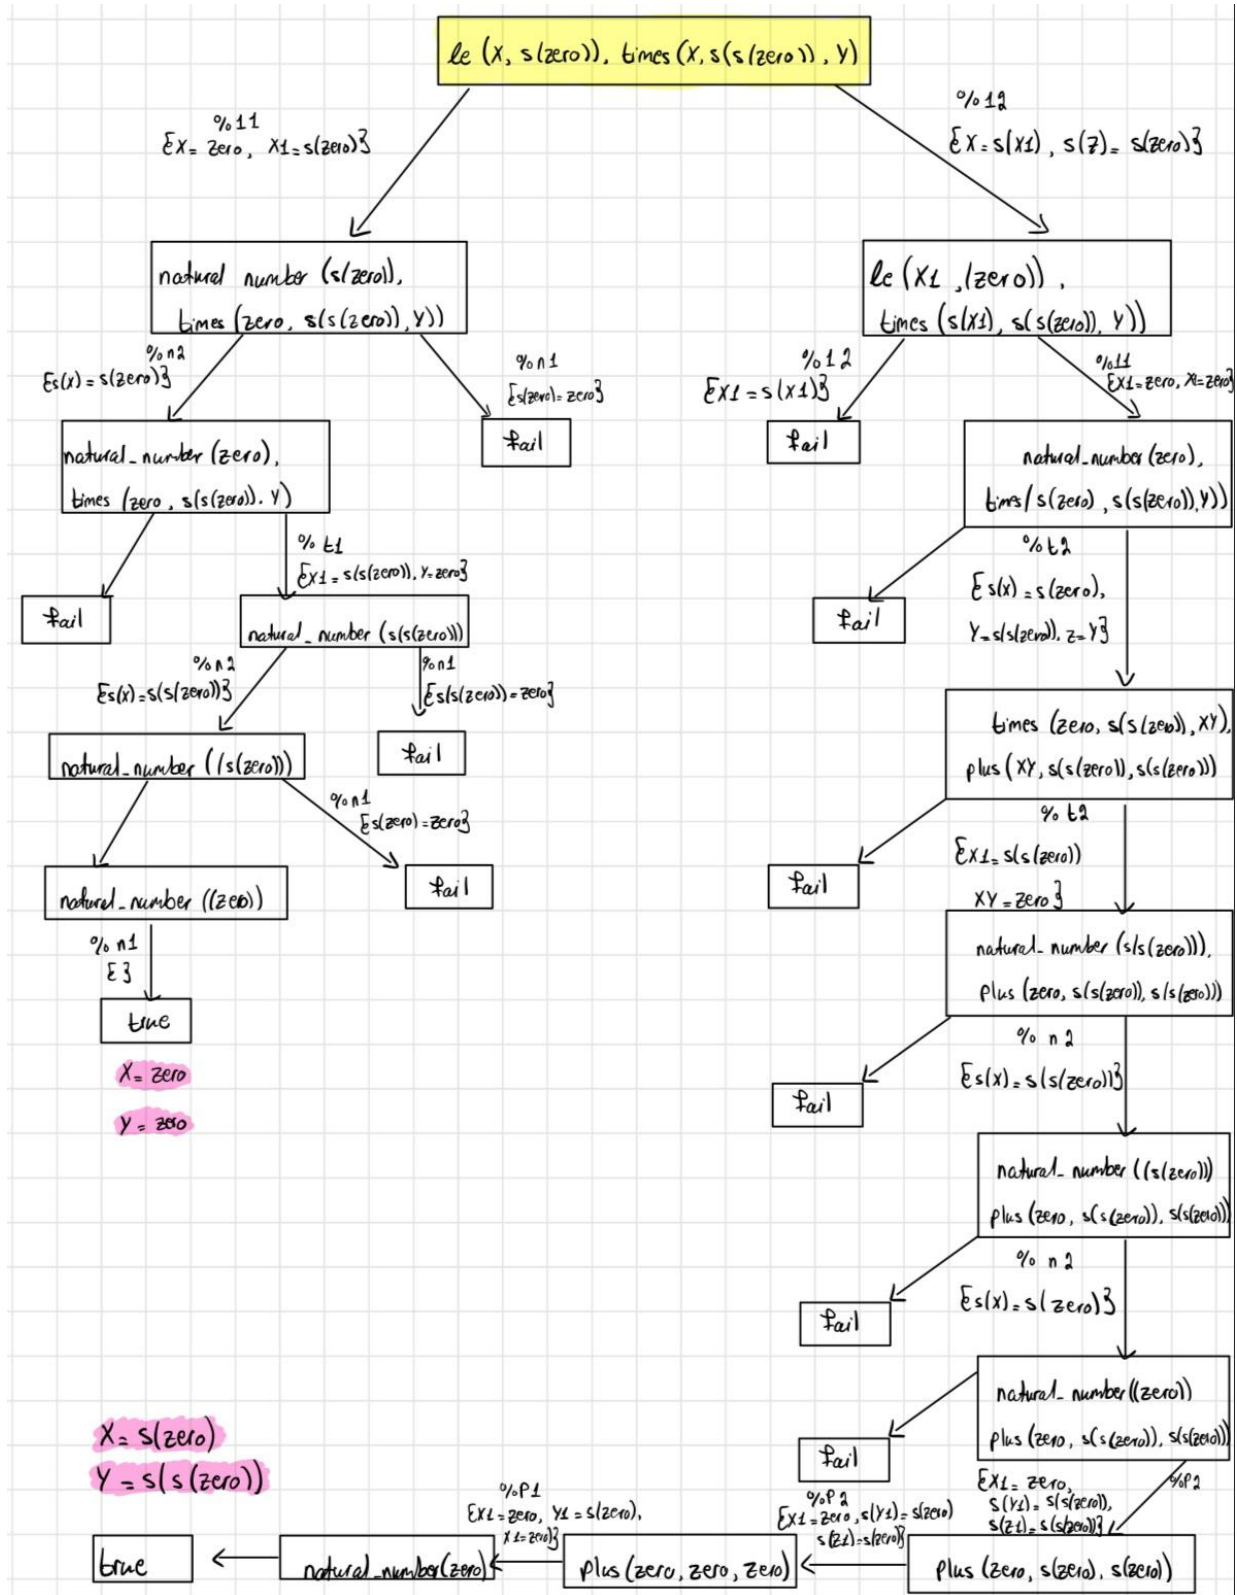 le (X, s(zero)), times(X, s(s(zero)), Y)
%11
{X= zero, X1=s(zero)}
%12
{X=s(X1), s(Z)= s(zero)}
natural number (s(zero)),
times (zero, s(s(zero)), Y))
le (X1 ,(zero)) ,
times (s(X1), s(s(zero)), Y))
%n2
{s(X) = s(zero)}
%n1
{s(zero)=zero}
%12
{X1 = s(X1)}
%11
{X1=zero, X1=zero}
natural_number (zero),
times (zero, s(s(zero)). Y)
fail
fail
natural_number(zero),
times(s(zero), s(s(zero)),Y))
% t1
{X1 = s(s(zero)), Y=zero}
% t2
{s(X) = s(zero),
Y=s(s(zero)), Z=Y}
fail
natural_number (s(s(zero)))
fail
%n2
{s(X)=s(s(zero))}
%n1
{s(s(zero))=zero}
times (zero, s(s(zero)), XY),
plus (XY, s(s(zero)), s(s(zero)))
natural_number ((s(zero)))
fail
%n1
{s(zero)=zero}
% t2
{X1=s(s(zero))
XY=zero}
natural_number ((zero))
fail
fail
% n1
{}
natural_number (s(s(zero))),
plus (zero, s(s(zero)), s(s(zero)))
true
% n2
{s(X)=s(s(zero))}
X= zero
Y= zero
fail
natural_number ((s(zero))
plus (zero, s(s(zero)), s(s(zero)))
% n2
{s(X)=s(zero)}
fail
natural_number((zero))
plus (zero, s(s(zero)), s(s(zero)))
X= s(zero)
Y= s(s(zero))
fail
{X1= zero,
s(Y1)=s(s(zero)),
s(Z1)=s(s(zero))}
%P2
%P1
{X1=zero, Y1=s(zero),
X1=zero}
%P2
{X1=zero, s(Y1)=s(zero)
s(Z1)=s(zero)}
true
natural_number(zero)
plus(zero, zero, zero)
plus (zero, s(zero), s(zero))